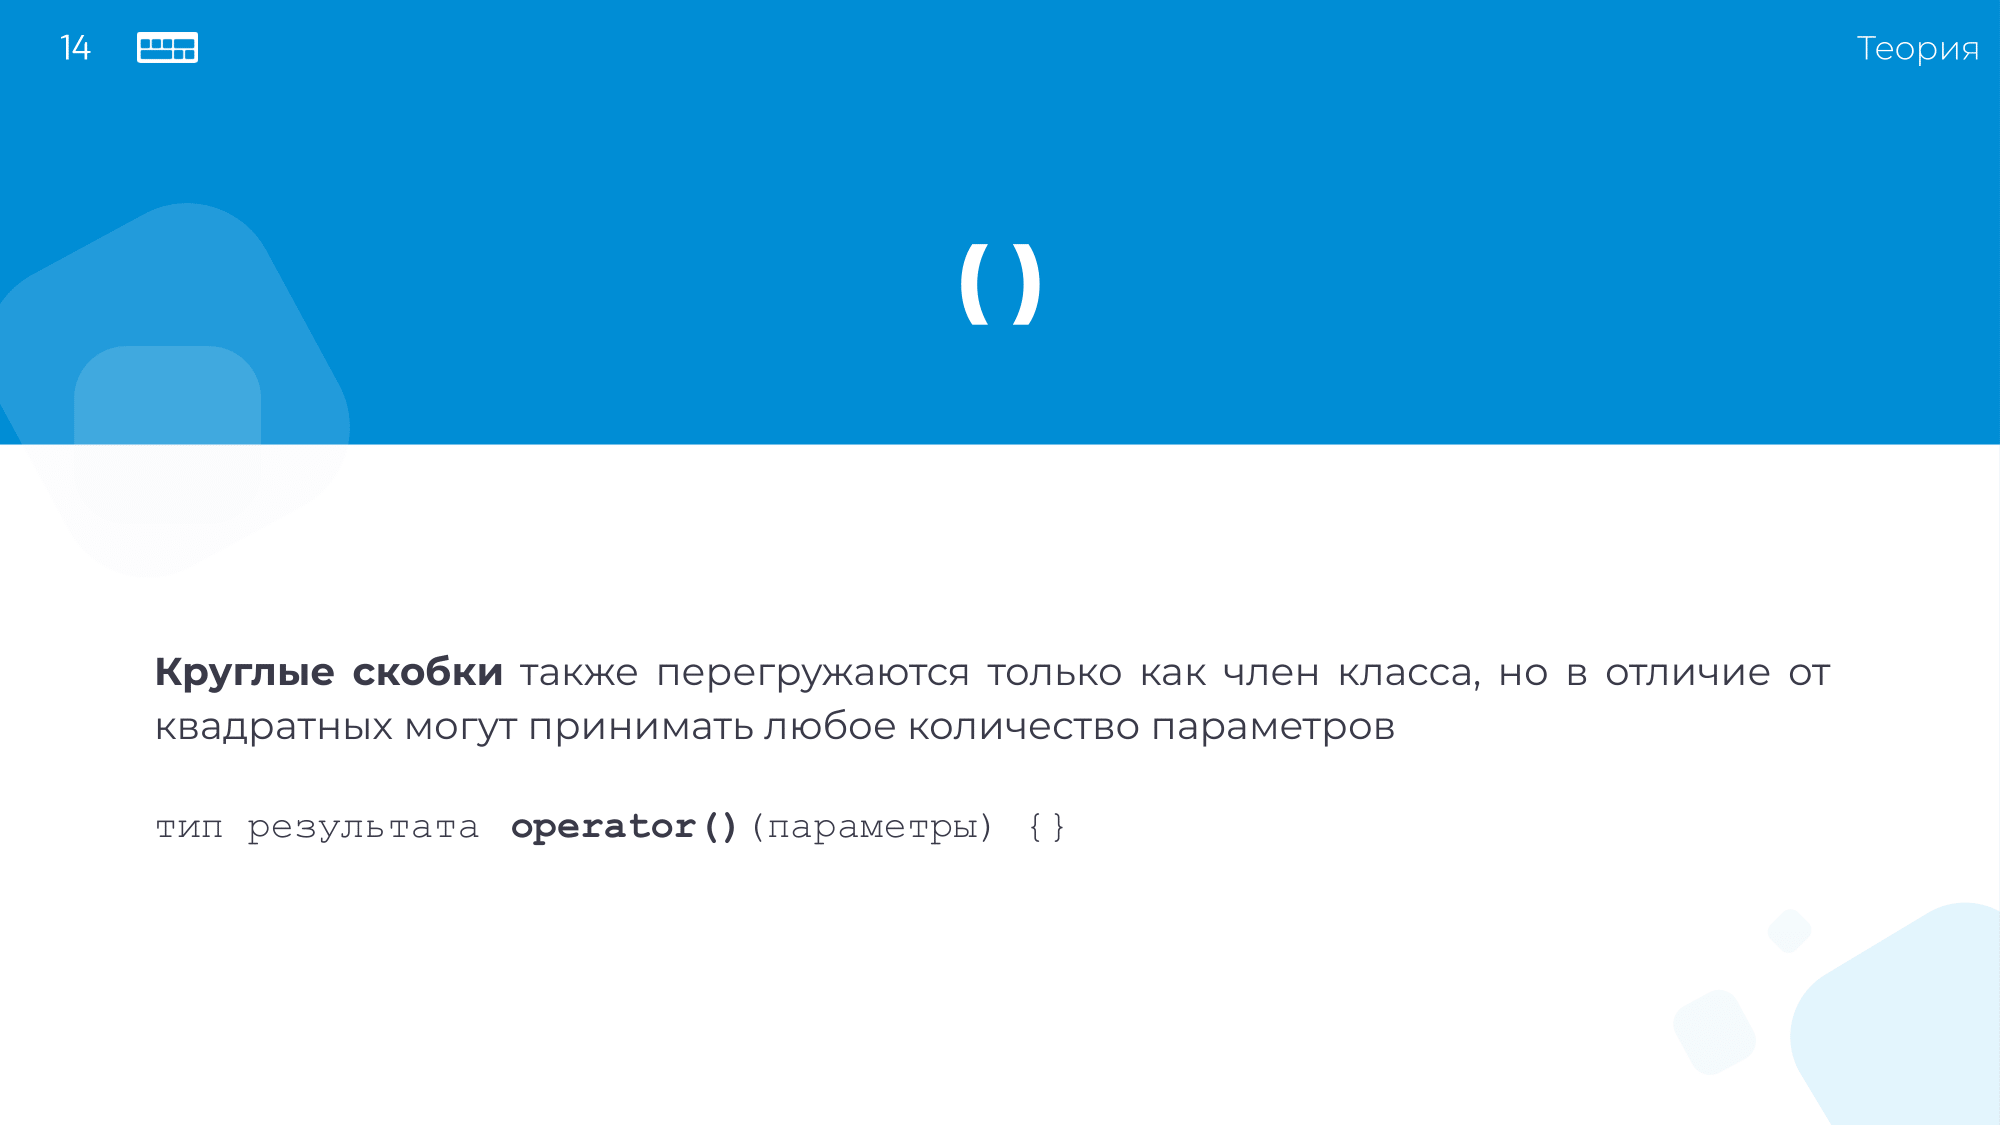 14
Теория
()
Круглые скобки также перегружаются только как член класса, но в отличие от
квадратных могут принимать любое количество параметров
тип результата operator()(параметры) {}